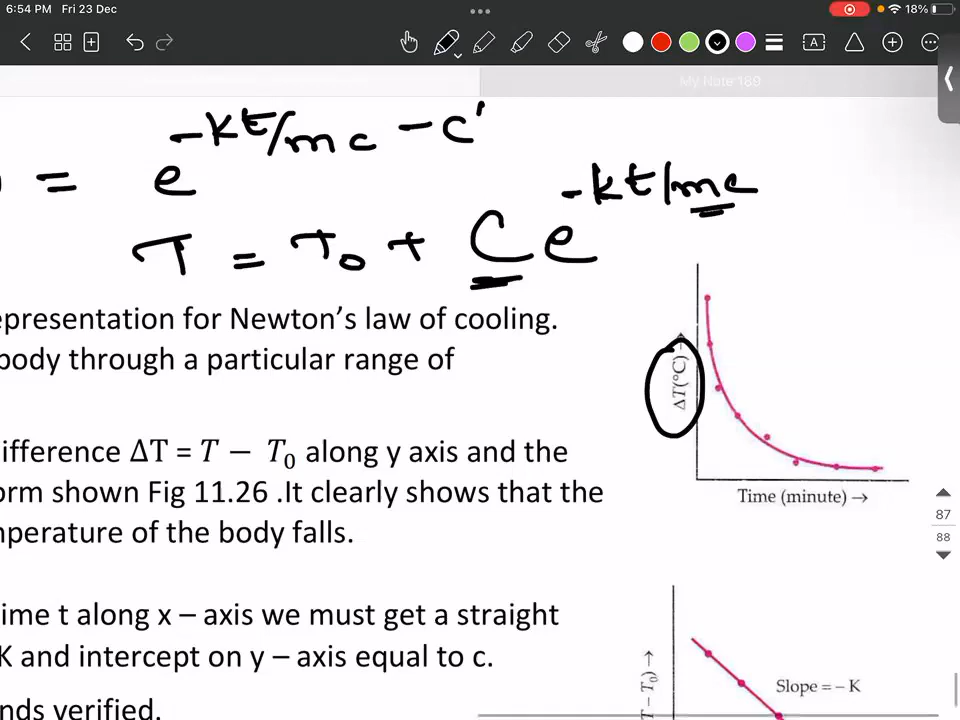 6:54 PM Fri 23 Dec
18%
My Note 189
= e^-kt/mc - c'
T = T₀ + C e^-kt/mc
epresentation for Newton's law of cooling.
body through a particular range of
ifference ΔT = T − T₀ along y axis and the
orm shown Fig 11.26 .It clearly shows that the
nperature of the body falls.
ΔT(°C) →
Time (minute) →
87
88
ime t along x – axis we must get a straight
K and intercept on y – axis equal to c.
nds verified.
T − T₀) →
Slope = − K